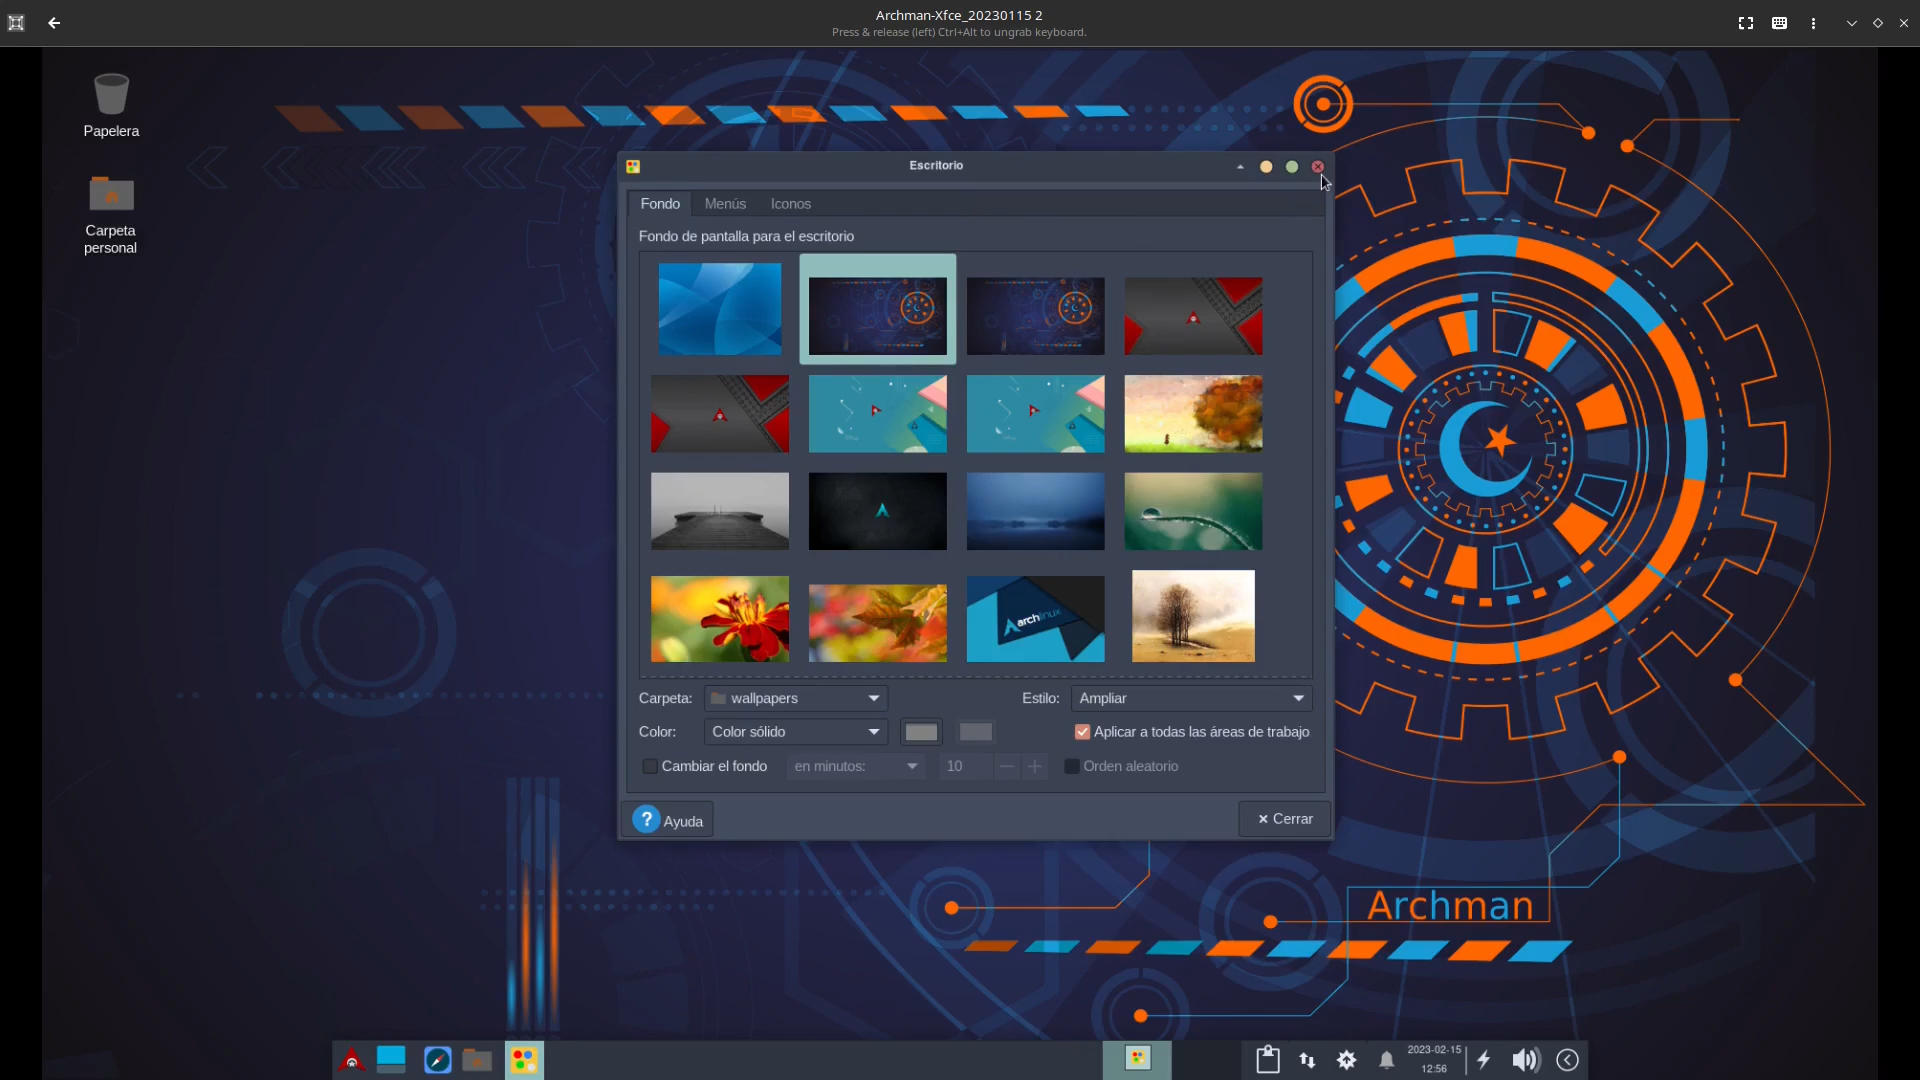 Archman-Xfce_20230115 2
Press & release (left) Ctrl+Alt to ungrab keyboard.
Papelera
Carpeta
personal
Escritorio
Fondo
Menús
Iconos
Fondo de pantalla para el escritorio
archlinux
Carpeta:
wallpapers
Estilo:
Ampliar
Color:
Color sólido
Aplicar a todas las áreas de trabajo
Cambiar el fondo
en minutos:
10
Orden aleatorio
? Ayuda
Cerrar
Archman
2023-02-15
12:56